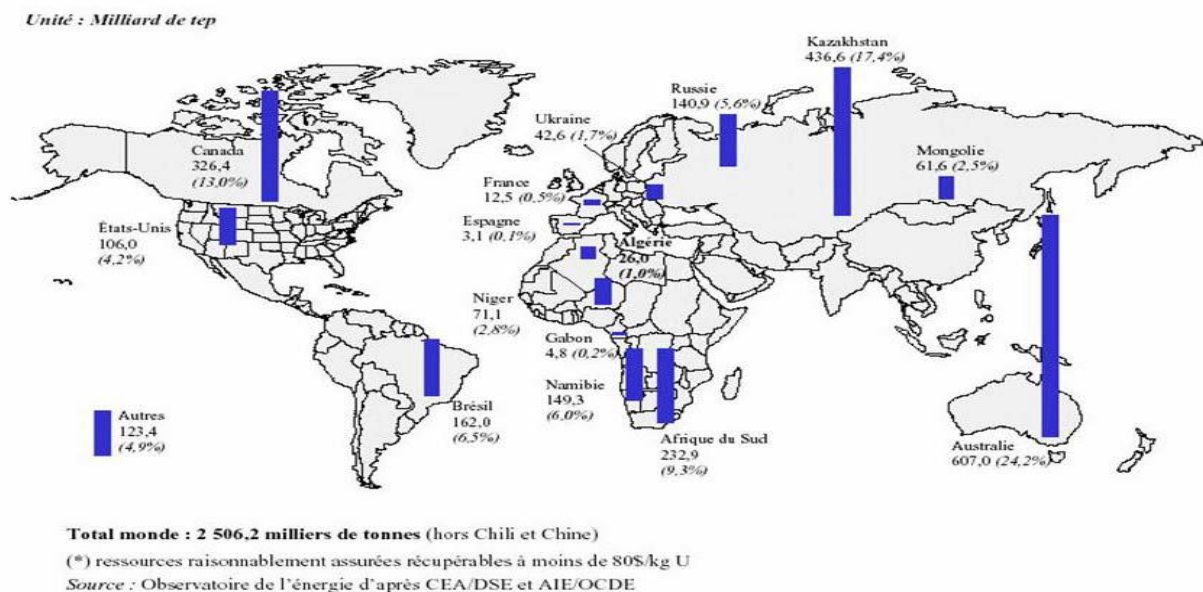 Unité : Milliard de tep
Kazakhstan
436,6 (17,4%)
Russie
140,9 (5,6%)
Ukraine
42,6 (1,7%)
Canada
326,4
(13,0%)
Mongolie
61,6 (2,5%)
France
12,5 (0,5%)
Espagne
3,1 (0,1%)
États-Unis
106,0
(4,2%)
Algérie
26,0
(1,0%)
Niger
71,1
(2,8%)
Gabon
4,8 (0,2%)
Namibie
149,3
(6,0%)
Brésil
162,0
(6,5%)
Autres
123,4
(4,9%)
Afrique du Sud
232,9
(9,3%)
Australie
607,0 (24,2%)
Total monde : 2 506,2 milliers de tonnes (hors Chili et Chine)
(*) ressources raisonnablement assurées récupérables à moins de 80$/kg U
Source : Observatoire de l'énergie d'après CEA/DSE et AIE/OCDE